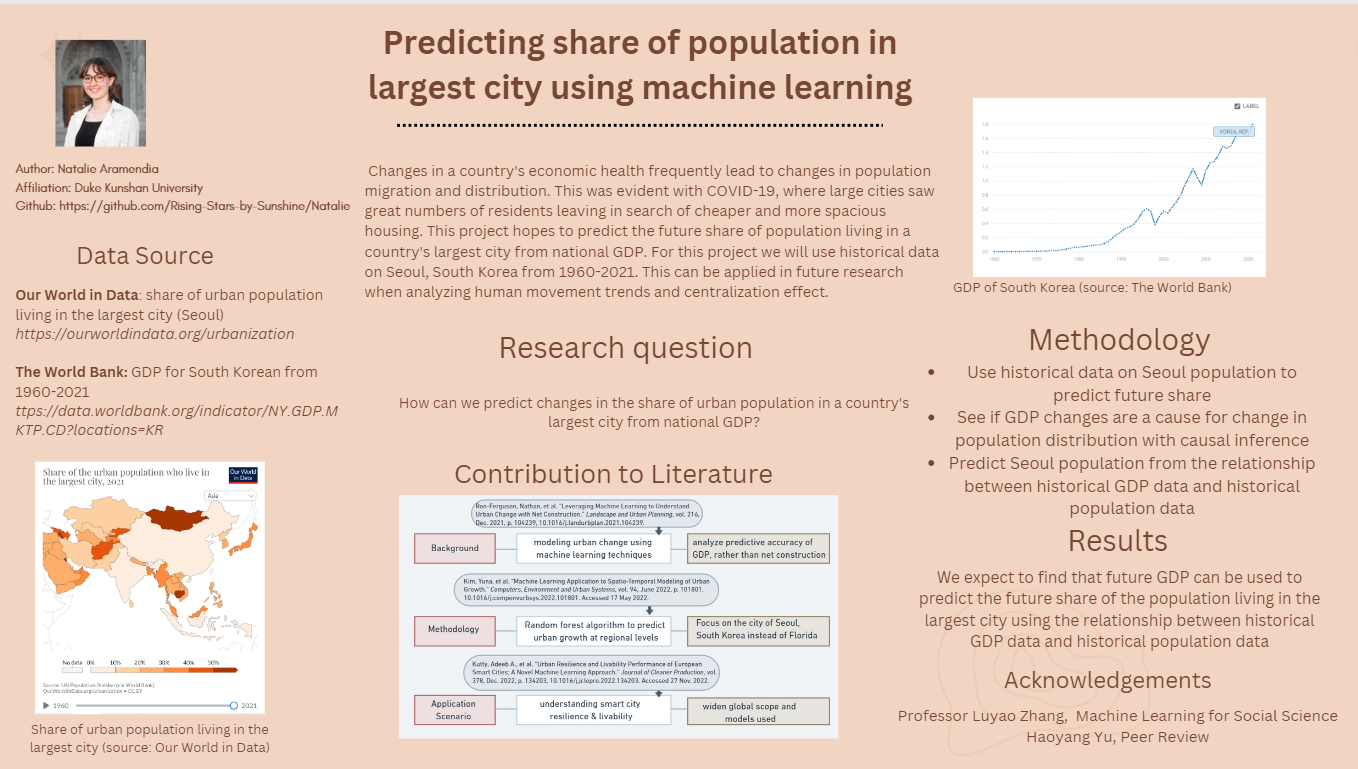 Predicting share of population in
largest city using machine learning
Author: Natalie Aramendia
Affiliation: Duke Kunshan University
Github: https://github.com/Rising-Stars-by-Sunshine/Natalie
Data Source
Our World in Data: share of urban population
living in the largest city (Seoul)
https://ourworldindata.org/urbanization
The World Bank: GDP for South Korean from
1960-2021
ttps://data.worldbank.org/indicator/NY.GDP.M
KTP.CD?locations=KR
Share of the urban population who live in
the largest city, 2021
Our World
in Data
Asia
No data 0% 10% 20% 30% 40% 50%
Source: UN Population Division (via World Bank)
OurWorldInData.org/urbanization • CC BY
1960 2021
Share of urban population living in the
largest city (source: Our World in Data)
Changes in a country's economic health frequently lead to changes in population
migration and distribution. This was evident with COVID-19, where large cities saw
great numbers of residents leaving in search of cheaper and more spacious
housing. This project hopes to predict the future share of population living in a
country's largest city from national GDP. For this project we will use historical data
on Seoul, South Korea from 1960-2021. This can be applied in future research
when analyzing human movement trends and centralization effect.
Research question
How can we predict changes in the share of urban population in a country's
largest city from national GDP?
Contribution to Literature
Ron-Ferguson, Nathan, et al. "Leveraging Machine Learning to Understand
Urban Change with Net Construction." Landscape and Urban Planning, vol. 216,
Dec. 2021, p. 104239, 10.1016/j.landurbplan.2021.104239.
Background
modeling urban change using
machine learning techniques
analyze predictive accuracy of
GDP, rather than net construction
Kim, Yuna, et al. "Machine Learning Application to Spatio-Temporal Modeling of Urban
Growth." Computers, Environment and Urban Systems, vol. 94, June 2022, p. 101801,
10.1016/j.compenvurbsys.2022.101801. Accessed 17 May 2022.
Methodology
Random forest algorithm to predict
urban growth at regional levels
Focus on the city of Seoul,
South Korea instead of Florida
Kutty, Adeeb A., et al. "Urban Resilience and Livability Performance of European
Smart Cities: A Novel Machine Learning Approach." Journal of Cleaner Production, vol.
378, Dec. 2022, p. 134203, 10.1016/j.jclepro.2022.134203. Accessed 27 Nov. 2022.
Application
Scenario
understanding smart city
resilience & livability
widen global scope and
models used
LABEL
KOREA, REP.
1.8
1.6
1.4
1.2
1.0
0.8
0.6
0.4
0.2
0.0
1960 1970 1980 1990 2000 2010 2020
GDP of South Korea (source: The World Bank)
Methodology
• Use historical data on Seoul population to
predict future share
• See if GDP changes are a cause for change in
population distribution with causal inference
• Predict Seoul population from the relationship
between historical GDP data and historical
population data
Results
We expect to find that future GDP can be used to
predict the future share of the population living in the
largest city using the relationship between historical
GDP data and historical population data
Acknowledgements
Professor Luyao Zhang, Machine Learning for Social Science
Haoyang Yu, Peer Review